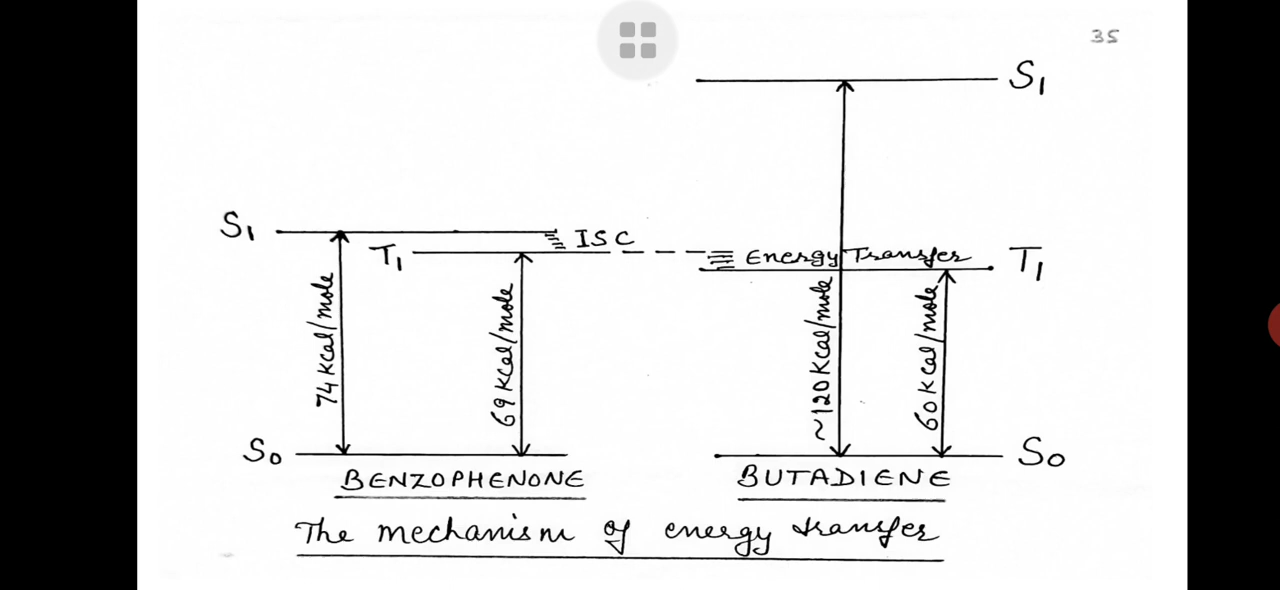 35
S1
S1
ISC
T1
Energy Transfer
T1
74 Kcal/mole
69 Kcal/mole
~120 Kcal/mole
60 Kcal/mole
S0
S0
BENZOPHENONE
BUTADIENE
The mechanism of energy transfer